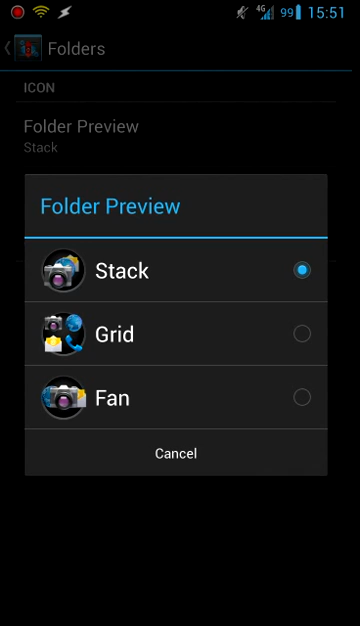 4G 99 15:51
Folders
ICON
Folder Preview
Stack
Folder Preview
Stack
Grid
Fan
Cancel